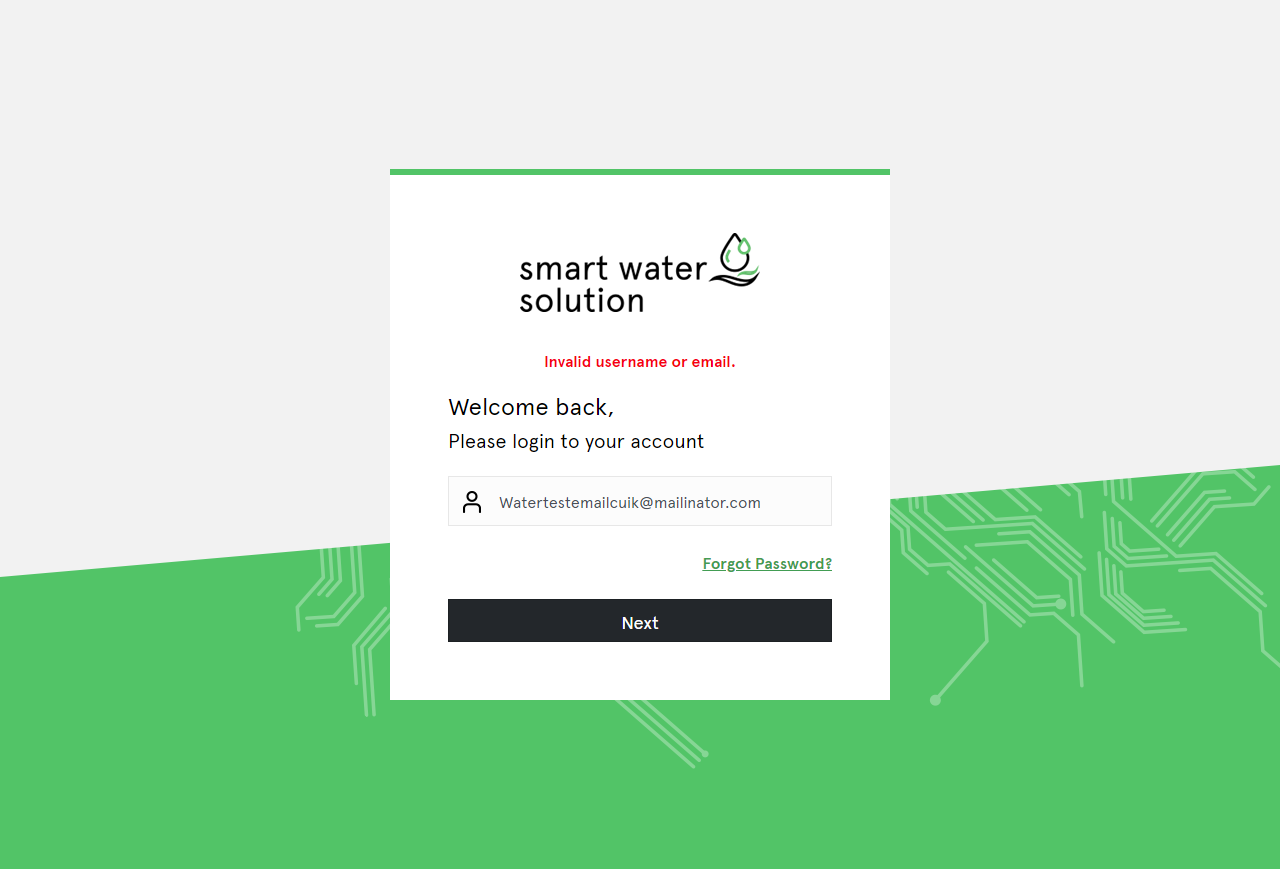 smart water
solution
Invalid username or email.
Welcome back,
Please login to your account
Watertestemailcuik@mailinator.com
Forgot Password?
Next